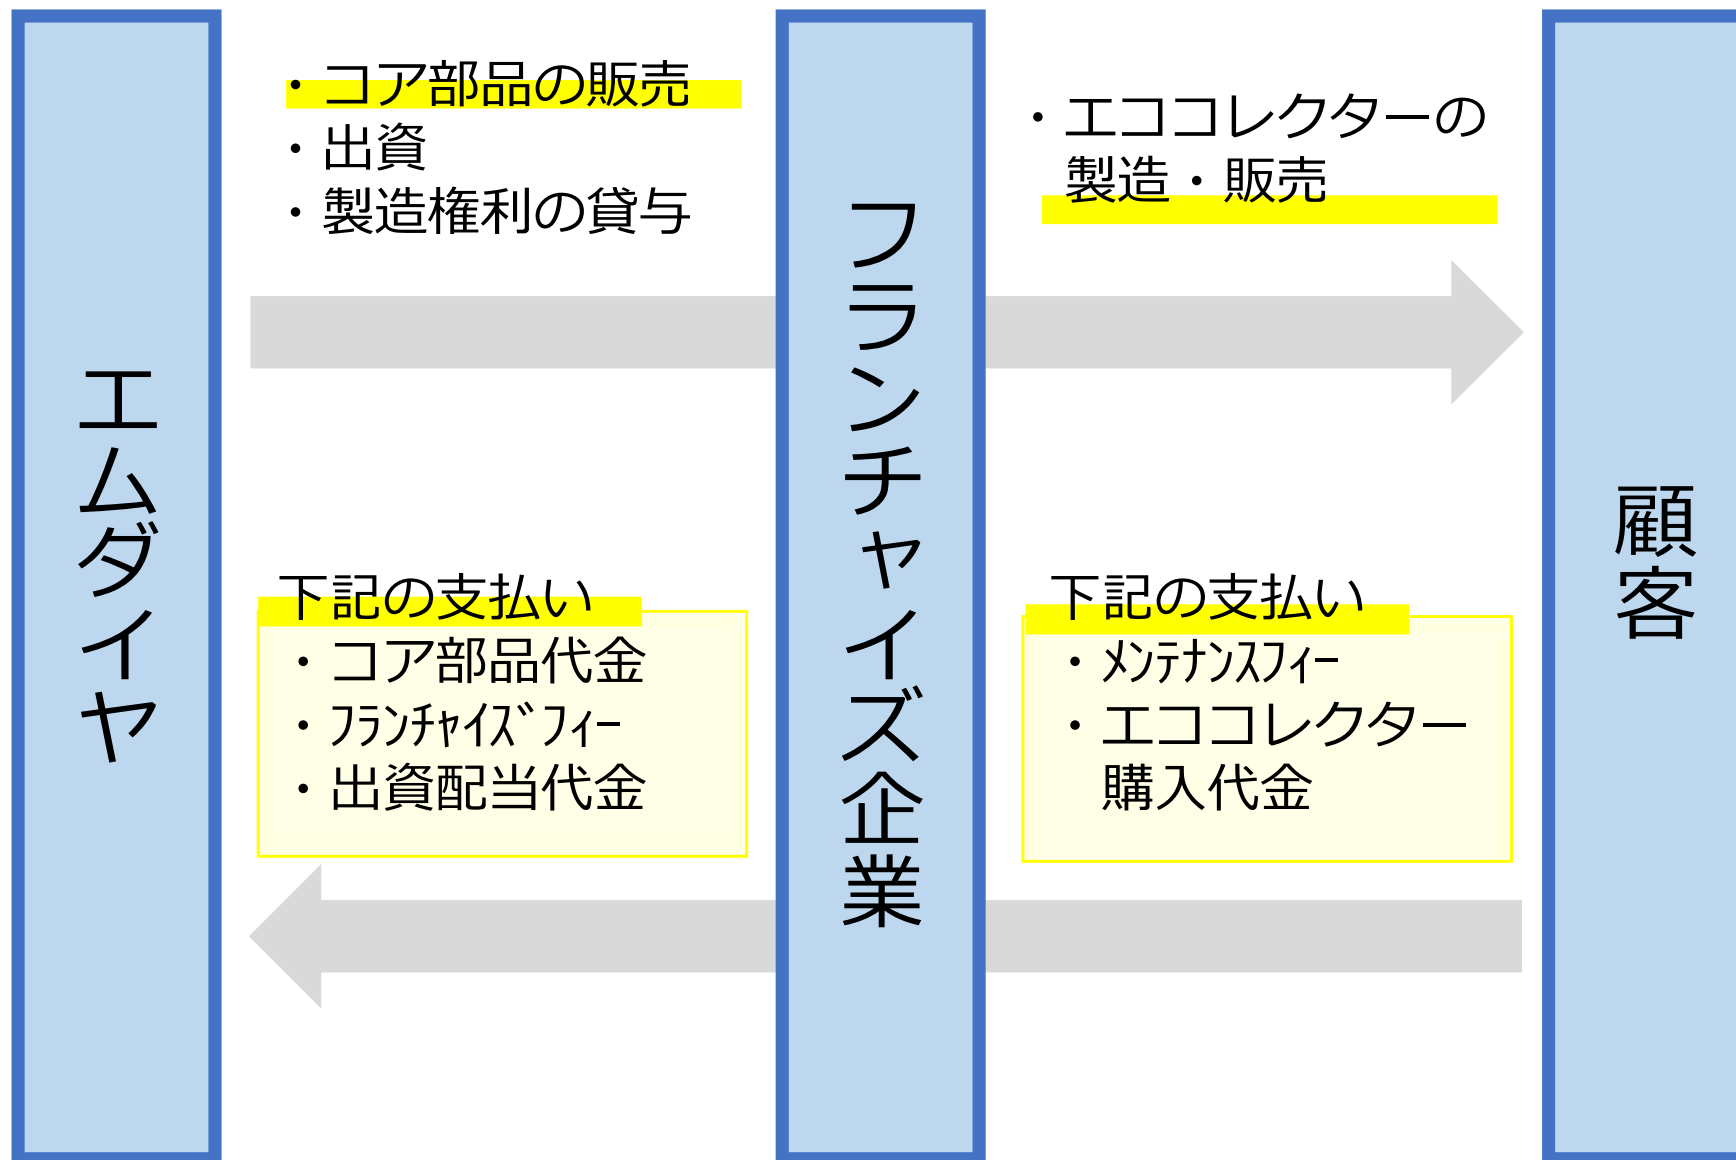 エムダイヤ
・コア部品の販売
・出資
・製造権利の貸与
フランチャイズ企業
・エココレクターの
製造・販売
顧客
下記の支払い
・コア部品代金
・ﾌﾗﾝﾁｬｲｽﾞﾌｨｰ
・出資配当代金
下記の支払い
・ﾒﾝﾃﾅﾝｽﾌｨｰ
・エココレクター
購入代金